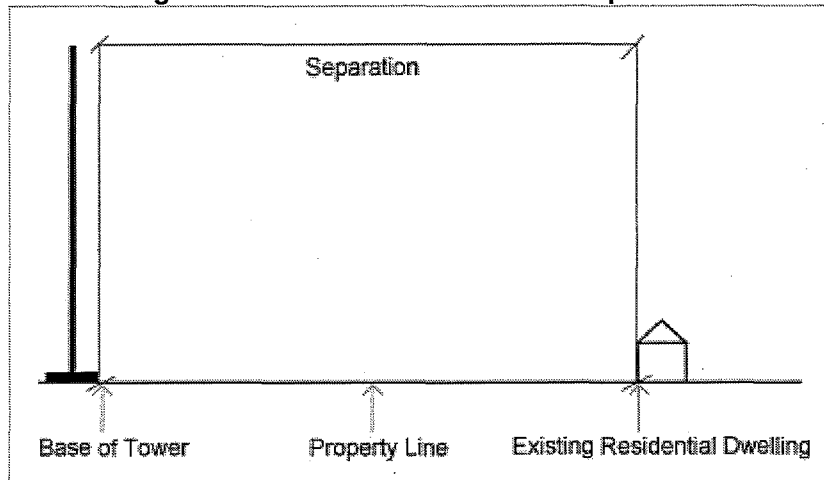 Separation
Base of Tower
Property Line
Existing Residential Dwelling